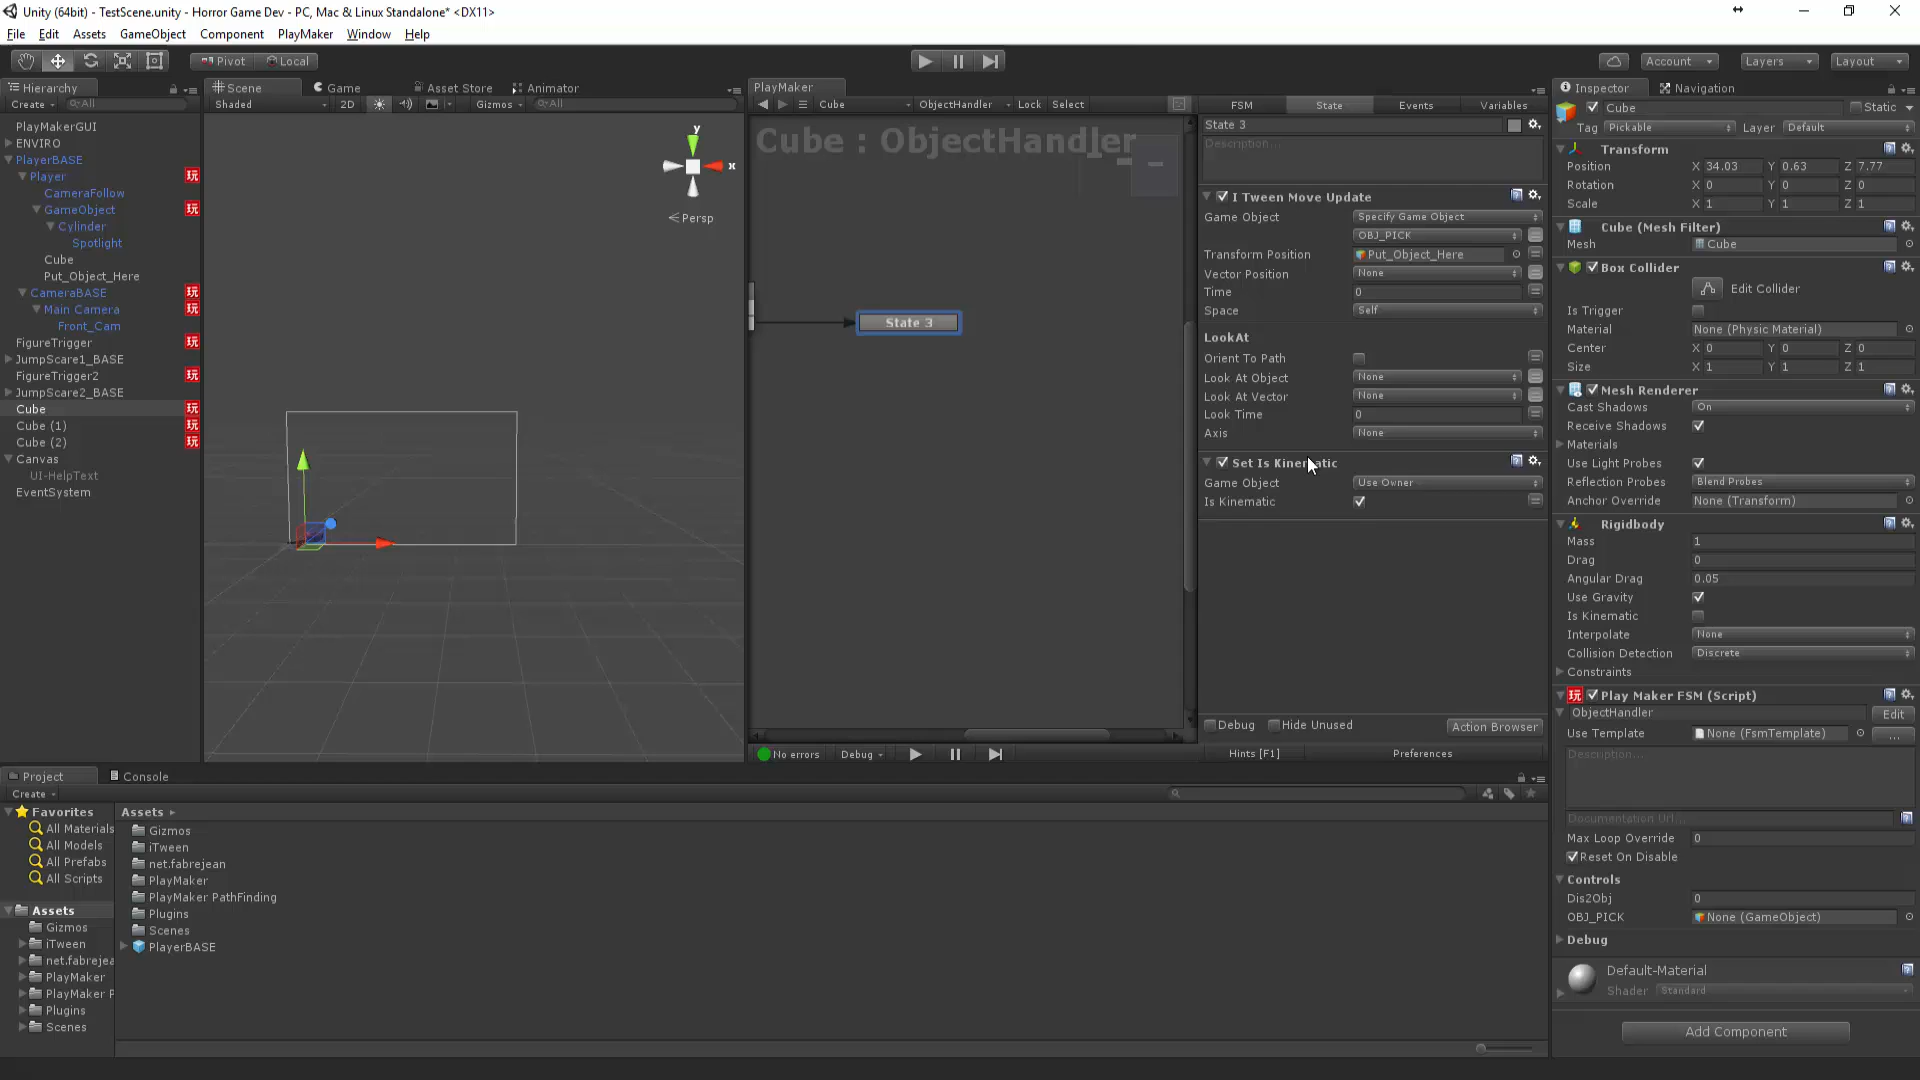 Unity (64bit) - TestScene.unity - Horror Game Dev - PC, Mac & Linux Standalone* <DX11>
File Edit Assets GameObject Component PlayMaker Window Help
Pivot Local Account Layers Layout
Hierarchy
Create All
PlayMakerGUI
ENVIRO
PlayerBASE
Player
CameraFollow
GameObject
Cylinder
Spotlight
Cube
Put_Object_Here
CameraBASE
Main Camera
Front_Cam
FigureTrigger
JumpScare1_BASE
FigureTrigger2
JumpScare2_BASE
Cube
Cube (1)
Cube (2)
Canvas
UI-HelpText
EventSystem
Scene Game Asset Store Animator
Shaded 2D Gizmos All
y
x
Persp
PlayMaker
Cube ObjectHandler Lock Select
Cube : ObjectHandler
State 3
No errors Debug
FSM State Events Variables
State 3
Description...
I Tween Move Update
Game Object Specify Game Object
OBJ_PICK
Transform Position Put_Object_Here
Vector Position None
Time 0
Space Self
LookAt
Orient To Path
Look At Object None
Look At Vector None
Look Time 0
Axis None
Set Is Kinematic
Game Object Use Owner
Is Kinematic
Debug Hide Unused Action Browser
Hints [F1] Preferences
Inspector Navigation
Cube Static
Tag Pickable Layer Default
Transform
Position X 34.03 Y 0.63 Z 7.77
Rotation X 0 Y 0 Z 0
Scale X 1 Y 1 Z 1
Cube (Mesh Filter)
Mesh Cube
Box Collider
Edit Collider
Is Trigger
Material None (Physic Material)
Center X 0 Y 0 Z 0
Size X 1 Y 1 Z 1
Mesh Renderer
Cast Shadows On
Receive Shadows
Materials
Use Light Probes
Reflection Probes Blend Probes
Anchor Override None (Transform)
Rigidbody
Mass 1
Drag 0
Angular Drag 0.05
Use Gravity
Is Kinematic
Interpolate None
Collision Detection Discrete
Constraints
玩 Play Maker FSM (Script)
ObjectHandler Edit
Use Template None (FsmTemplate) ...
Description...
Documentation Url...
Max Loop Override 0
Reset On Disable
Controls
Dis2Obj 0
OBJ_PICK None (GameObject)
Debug
Default-Material
Shader Standard
Add Component
Project Console
Create
Favorites
All Materials
All Models
All Prefabs
All Scripts
Assets
Gizmos
iTween
net.fabrejea
PlayMaker
PlayMaker P
Plugins
Scenes
Assets
Gizmos
iTween
net.fabrejean
PlayMaker
PlayMaker PathFinding
Plugins
Scenes
PlayerBASE